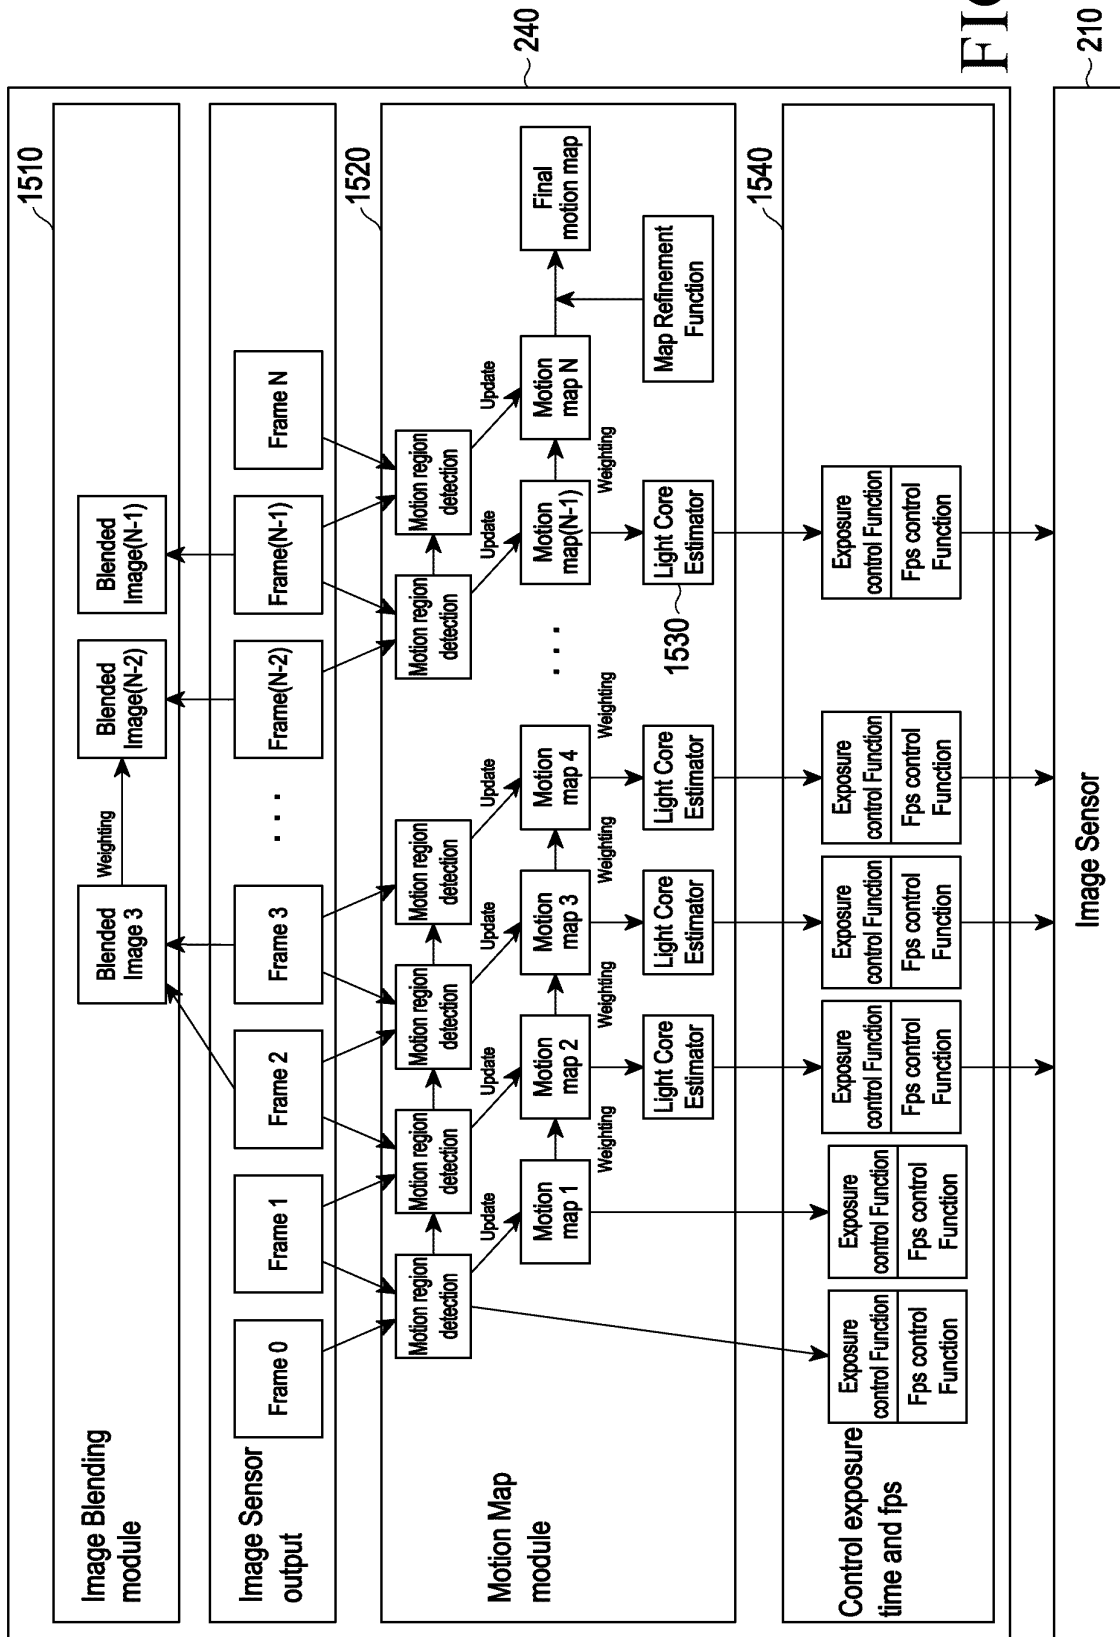 FIG
240
1510
Image Blending
module
Blended
Image 3
Weighting
Blended
Image(N-2)
Blended
Image(N-1)
Image Sensor
output
Frame 0
Frame 1
Frame 2
Frame 3
. . .
Frame(N-2)
Frame(N-1)
Frame N
1520
Motion Map
module
Motion region
detection
Motion region
detection
Motion region
detection
Motion region
detection
Motion region
detection
Motion region
detection
Update
Update
Update
Update
Update
Update
Motion
map 1
Weighting
Motion
map 2
Weighting
Motion
map 3
Weighting
Motion
map 4
Weighting
. . .
Motion
map(N-1)
Weighting
Motion
map N
Final
motion map
Light Core
Estimator
Light Core
Estimator
Light Core
Estimator
Light Core
Estimator
1530
Map Refinement
Function
1540
Control exposure
time and fps
Exposure
control Function
Fps control
Function
Exposure
control Function
Fps control
Function
Exposure
control Function
Fps control
Function
Exposure
control Function
Fps control
Function
Exposure
control Function
Fps control
Function
Exposure
control Function
Fps control
Function
210
Image Sensor